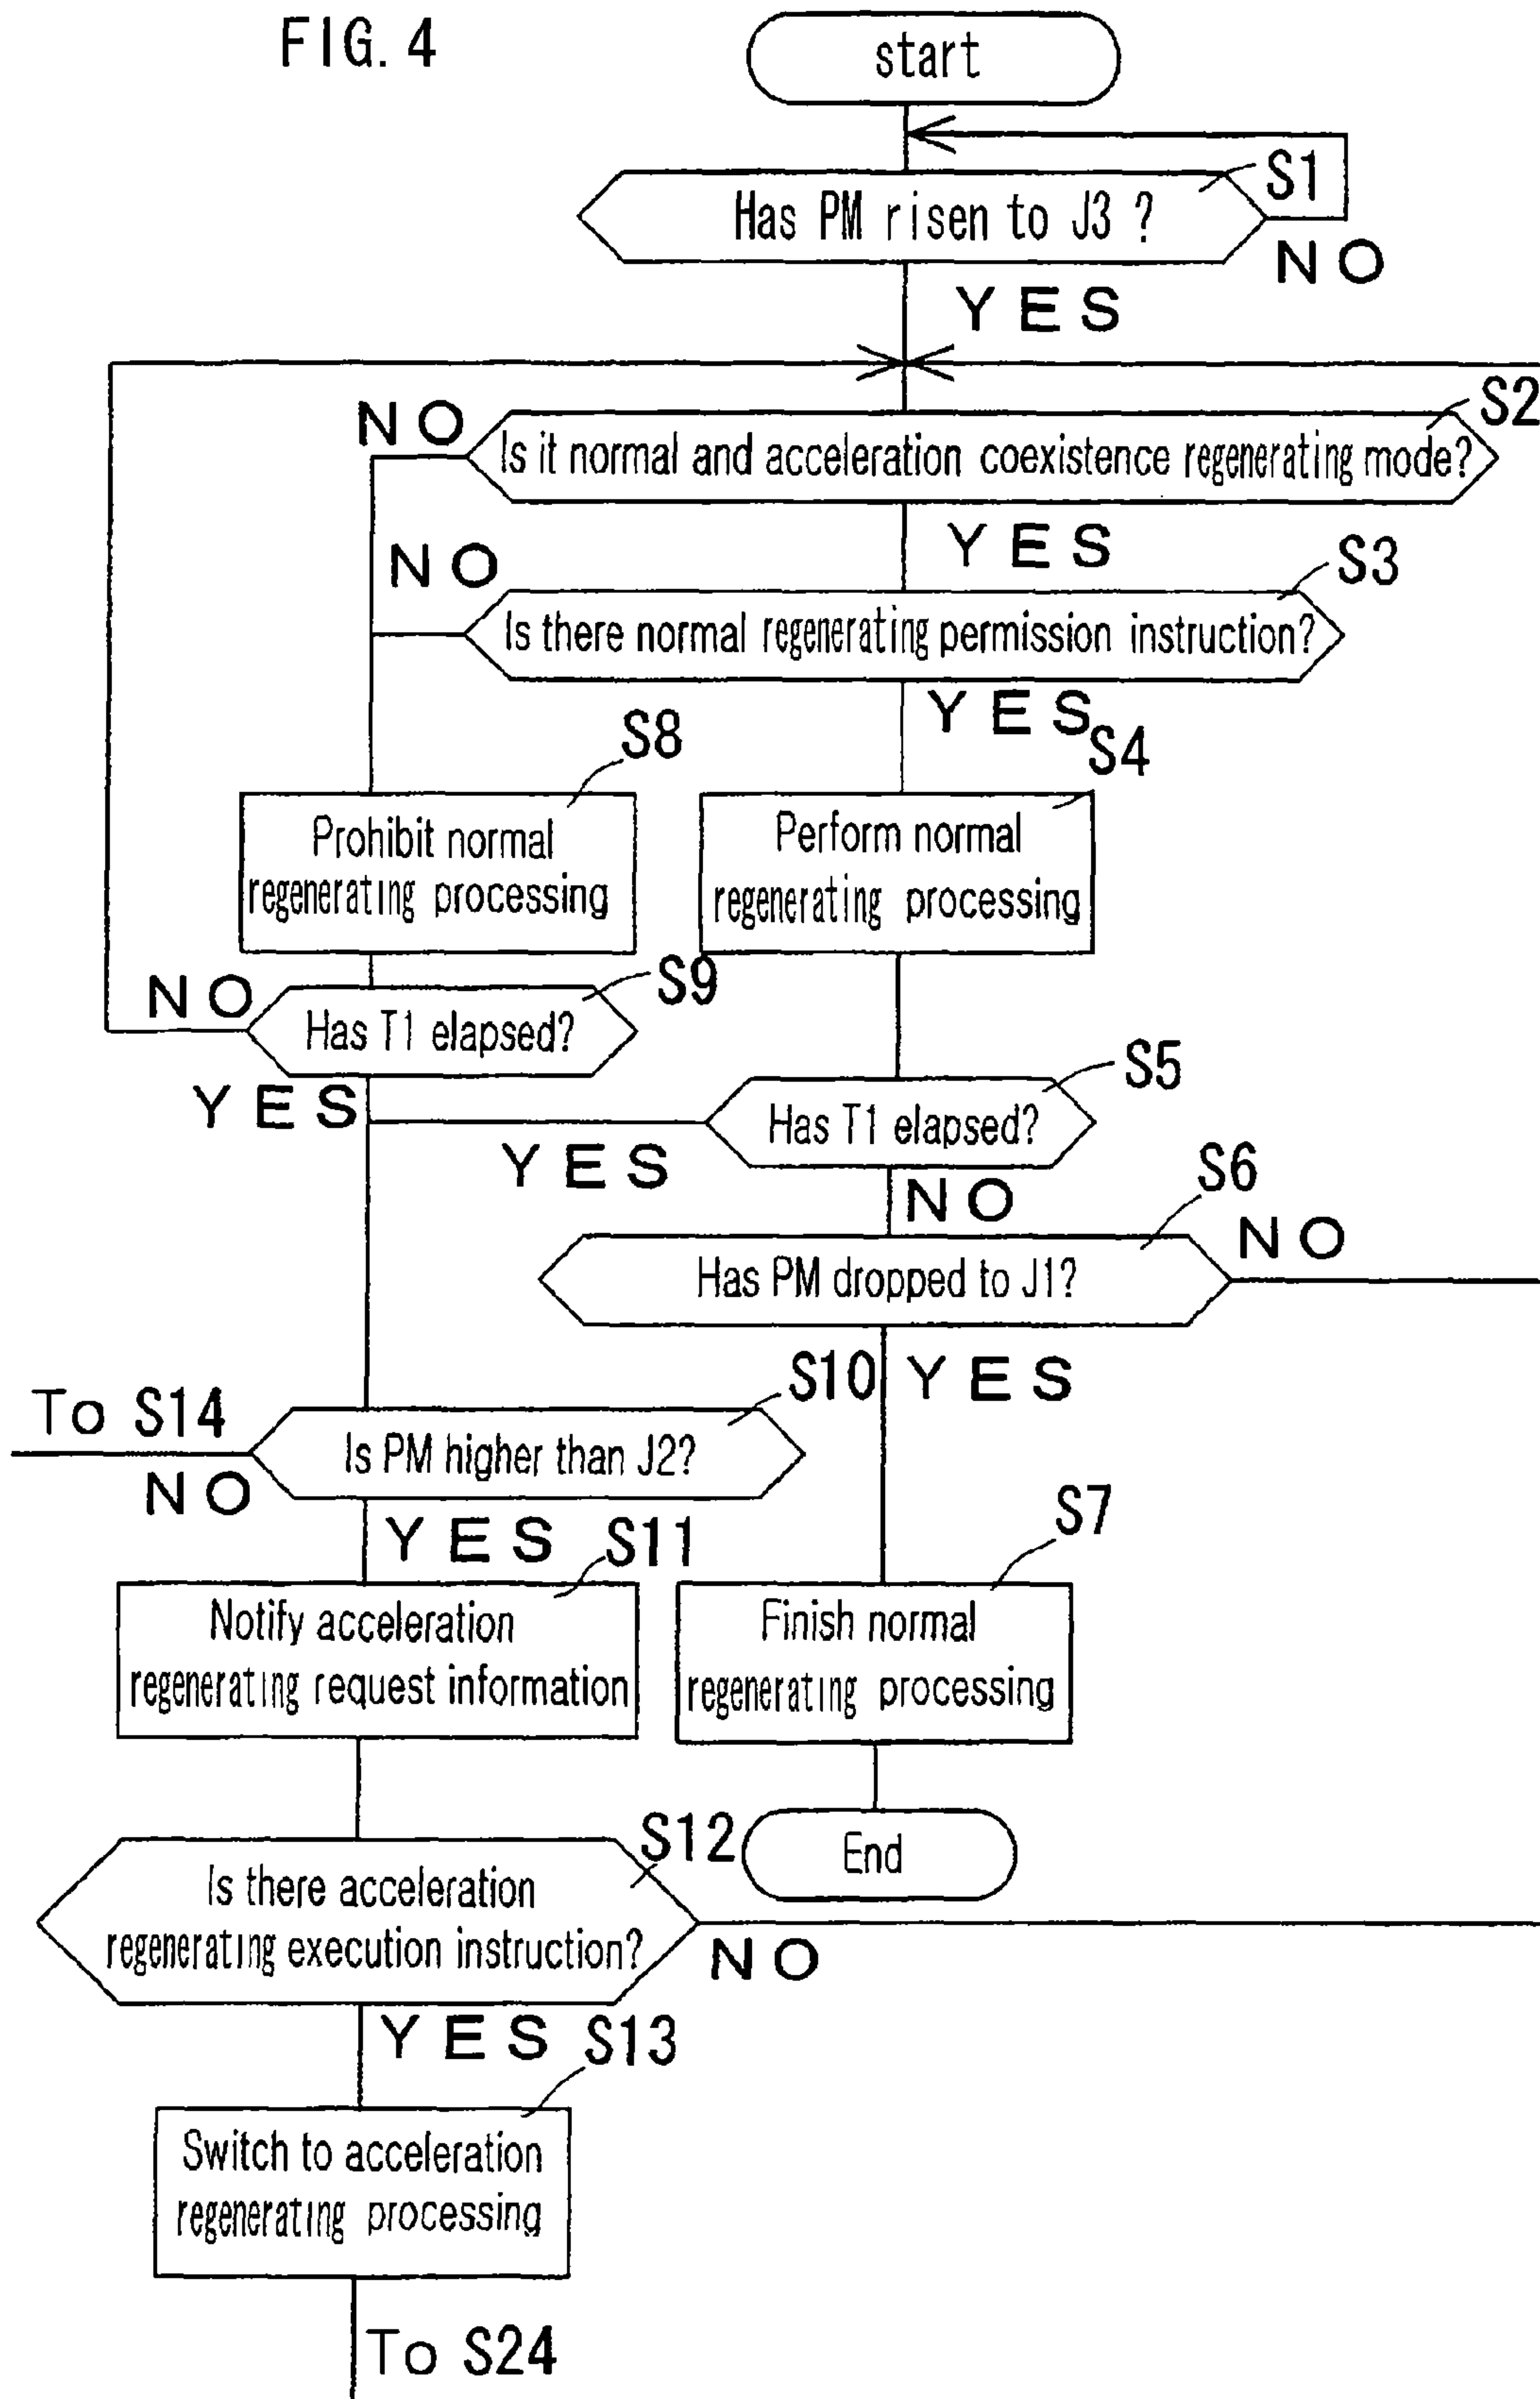 FIG. 4
start
S1
Has PM risen to J3 ?
NO
YES
S2
NO
Is it normal and acceleration coexistence regenerating mode?
YES
NO
S3
Is there normal regenerating permission instruction?
YES
S8
S4
Prohibit normal
regenerating processing
Perform normal
regenerating processing
NO
S9
Has T1 elapsed?
YES
S5
Has T1 elapsed?
YES
NO
S6
NO
Has PM dropped to J1?
S10
YES
To S14
Is PM higher than J2?
NO
YES
S11
S7
Notify acceleration
regenerating request information
Finish normal
regenerating processing
S12
End
Is there acceleration
regenerating execution instruction?
NO
YES
S13
Switch to acceleration
regenerating processing
To S24